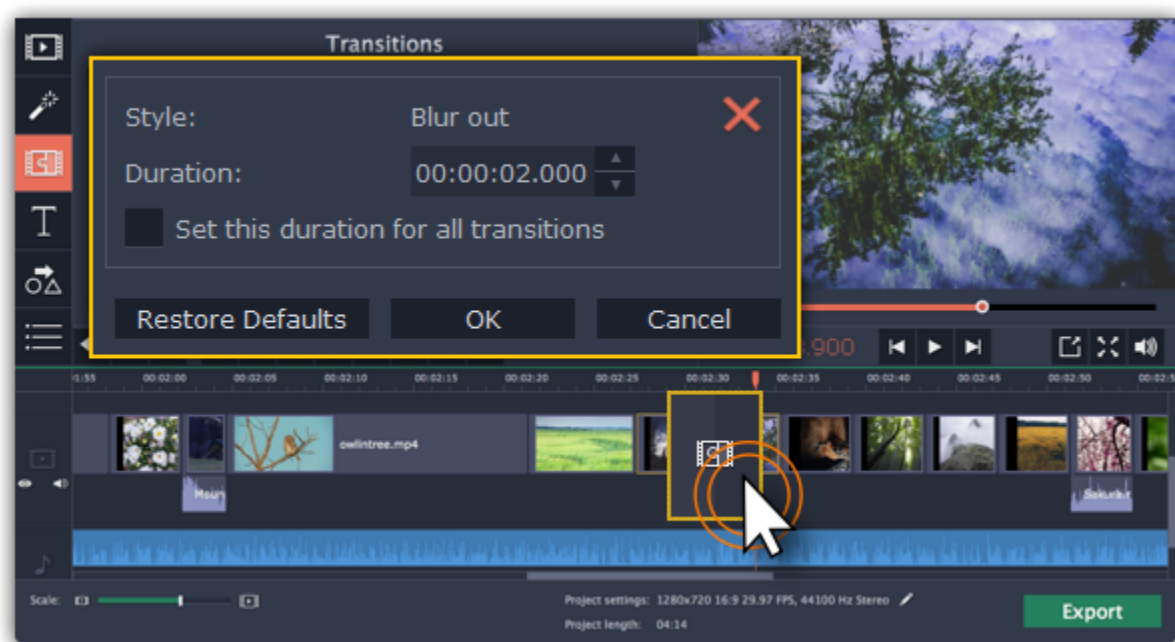 Transitions
Style: Blur out
Duration: 00:00:02.000
Set this duration for all transitions
Restore Defaults OK Cancel
.900
00:02:00 00:02:05 00:02:10 00:02:15 00:02:20 00:02:25 00:02:30 00:02:35 00:02:40 00:02:45 00:02:50
owlintree.mp4
T
Scale:
Project settings: 1280x720 16:9 29.97 FPS, 44100 Hz Stereo
Project length: 04:14
Export